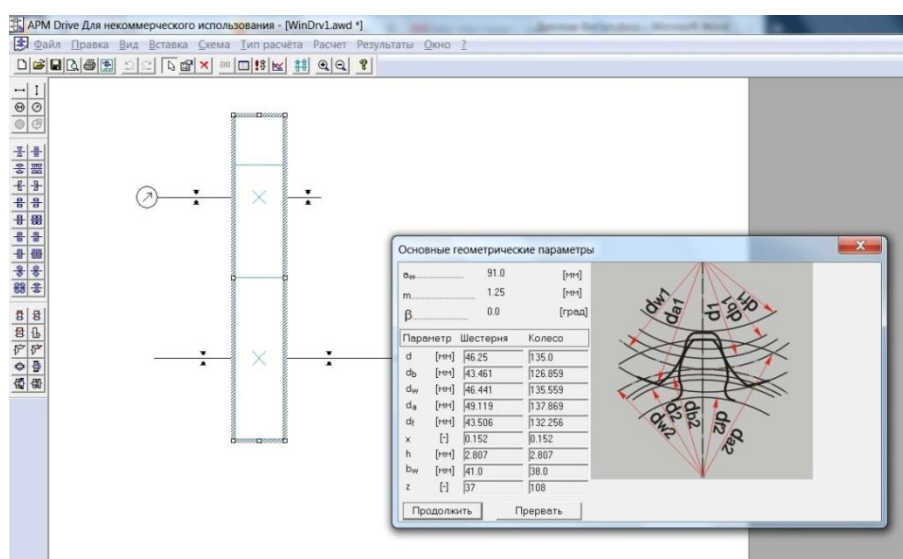 APM Drive Для некоммерческого использования - [WinDrv1.awd *]
Файл Правка Вид Вставка Схема Тип расчёта Расчет Результаты Окно ?
Основные геометрические параметры
aw 91.0 [мм]
m 1.25 [мм]
β 0.0 [град]
Параметр Шестерня Колесо
d [мм] 46.25 135.0
db [мм] 43.461 126.859
dw [мм] 46.441 135.559
da [мм] 49.119 137.869
df [мм] 43.506 132.256
x [-] 0.152 0.152
h [мм] 2.807 2.807
bw [мм] 41.0 38.0
z [-] 37 108
Продолжить Прервать
dw1 da1 d1 db1 df1
dw2 d2 db2 df2 da2